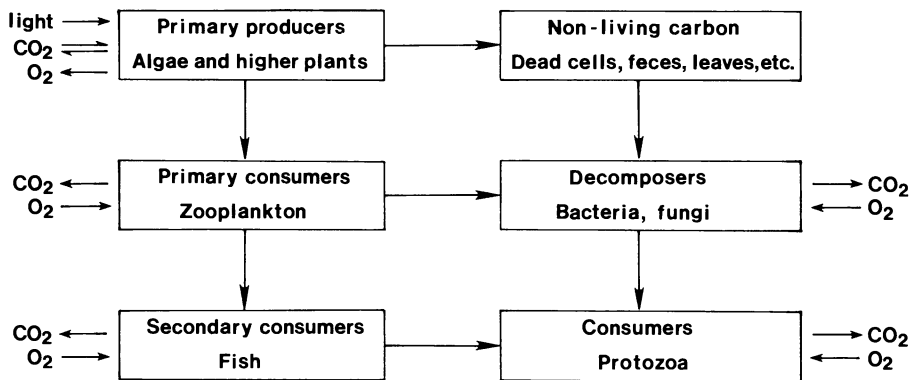 light
CO2
O2
Primary producers
Algae and higher plants
Non-living carbon
Dead cells, feces, leaves,etc.
CO2
O2
Primary consumers
Zooplankton
Decomposers
Bacteria, fungi
CO2
O2
CO2
O2
Secondary consumers
Fish
Consumers
Protozoa
CO2
O2